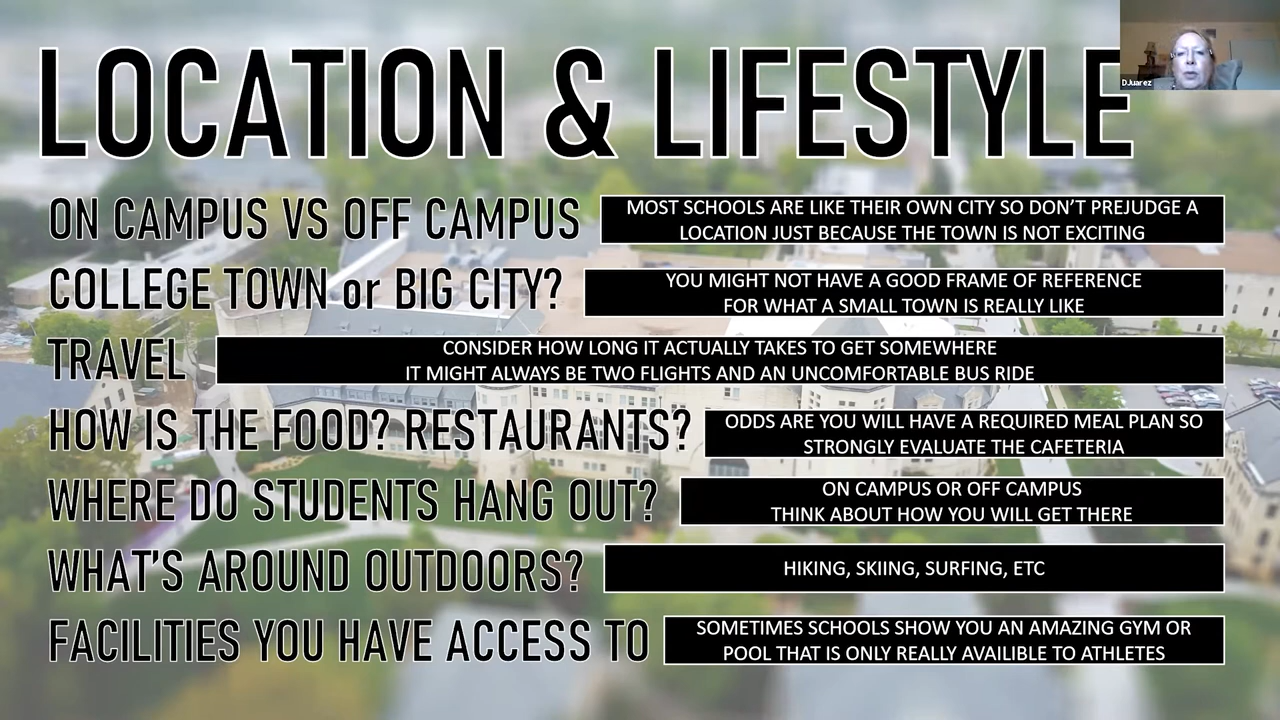 LOCATION & LIFESTYLE
DJuarez
ON CAMPUS VS OFF CAMPUS
MOST SCHOOLS ARE LIKE THEIR OWN CITY SO DON'T PREJUDGE A
LOCATION JUST BECAUSE THE TOWN IS NOT EXCITING
COLLEGE TOWN or BIG CITY?
YOU MIGHT NOT HAVE A GOOD FRAME OF REFERENCE
FOR WHAT A SMALL TOWN IS REALLY LIKE
TRAVEL
CONSIDER HOW LONG IT ACTUALLY TAKES TO GET SOMEWHERE
IT MIGHT ALWAYS BE TWO FLIGHTS AND AN UNCOMFORTABLE BUS RIDE
HOW IS THE FOOD? RESTAURANTS?
ODDS ARE YOU WILL HAVE A REQUIRED MEAL PLAN SO
STRONGLY EVALUATE THE CAFETERIA
WHERE DO STUDENTS HANG OUT?
ON CAMPUS OR OFF CAMPUS
THINK ABOUT HOW YOU WILL GET THERE
WHAT'S AROUND OUTDOORS?
HIKING, SKIING, SURFING, ETC
FACILITIES YOU HAVE ACCESS TO
SOMETIMES SCHOOLS SHOW YOU AN AMAZING GYM OR
POOL THAT IS ONLY REALLY AVAILIBLE TO ATHLETES